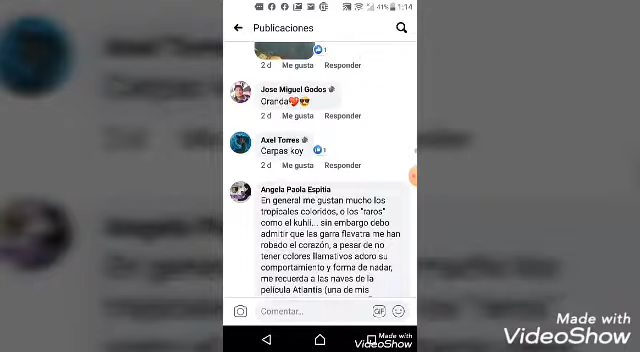 41% 1:14
Publicaciones
1
2 d Me gusta Responder
Jose Miguel Godos
Oranda❤️😎
2 d Me gusta Responder
Axel Torres
Carpas koy 1
2 d Me gusta Responder
Angela Paola Espitia
En general me gustan mucho los
tropicales coloridos, o los "raros"
como el kuhli... sin embargo debo
admitir que las garra flavatra me han
robado el corazón, a pesar de no
tener colores llamativos adoro su
comportamiento y forma de nadar,
me recuerda a las naves de la
película Atlantis (una de mis
Comentar...
GIF
Made with
VideoShow
Made with
VideoShow